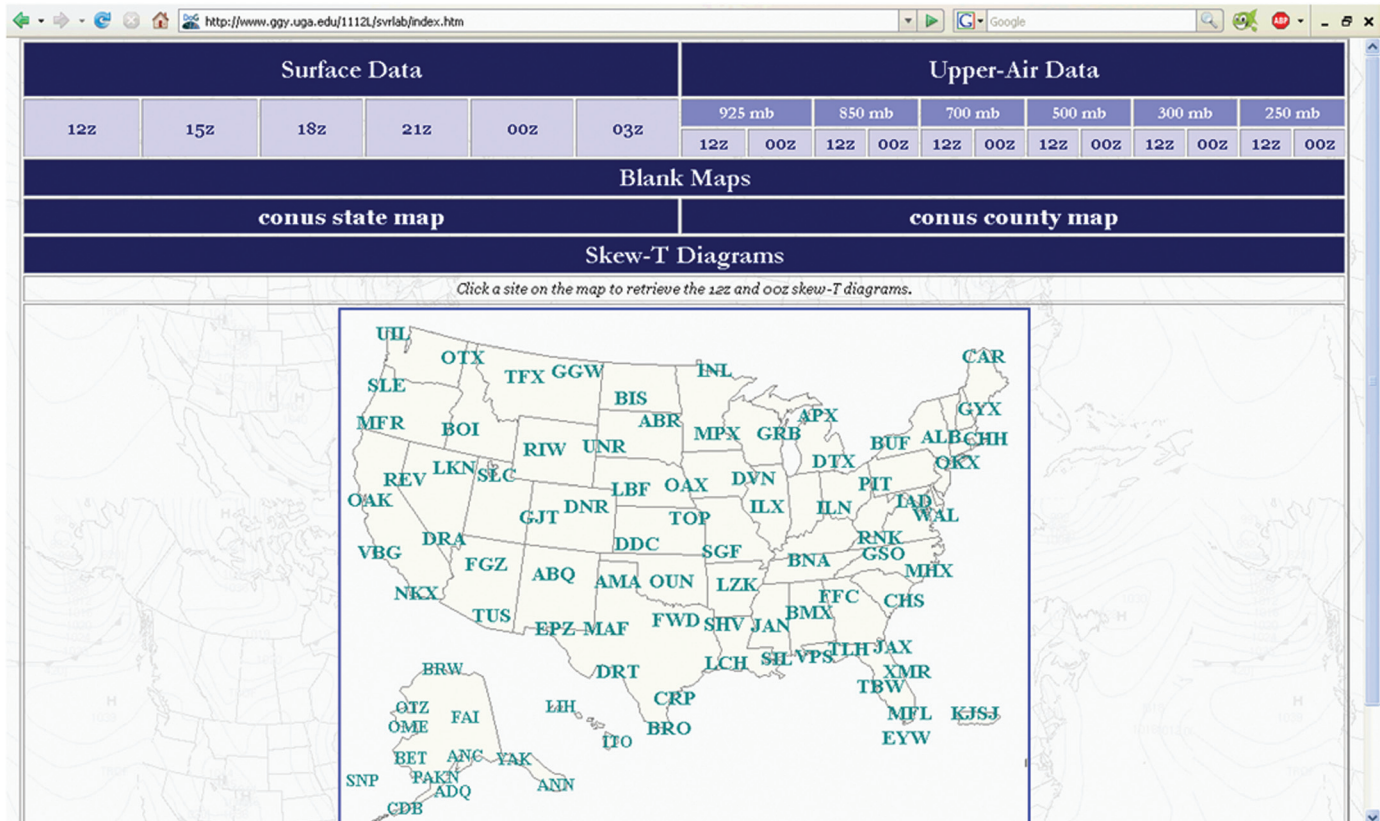 http://www.ggy.uga.edu/1112L/svrlab/index.htm
G Google
ABP
Surface Data Upper-Air Data
12z 15z 18z 21z 00z 03z
925 mb 850 mb 700 mb 500 mb 300 mb 250 mb
12z 00z 12z 00z 12z 00z 12z 00z 12z 00z 12z 00z
Blank Maps
conus state map conus county map
Skew-T Diagrams
Click a site on the map to retrieve the 12z and 00z skew-T diagrams.
UIL
OTX
TFX GGW
INL
CAR
SLE
BIS
MFR
BOI
ABR
APX
GYX
RIW UNR
MPX GRB
BUF ALB CHH
REV LKN SLC
DTX
OKX
OAK
LBF OAX DVN
PIT
GJT DNR
TOP
ILX ILN
IAD
WAL
VBG
DRA
DDC
SGF
RNK
GSO
FGZ
ABQ
AMA OUN
LZK
BNA
MHX
NKX
FFC
CHS
TUS
EPZ MAF
FWD SHV JAN
BMX
DRT
LCH SIL VPS
TLH JAX
XMR
TBW
BRW
CRP
BRO
MFL KJSJ
EYW
OTZ
OME
FAI
LIH
ITO
BET ANC YAK
SNP
PAKN
ADQ
ANN
CDB